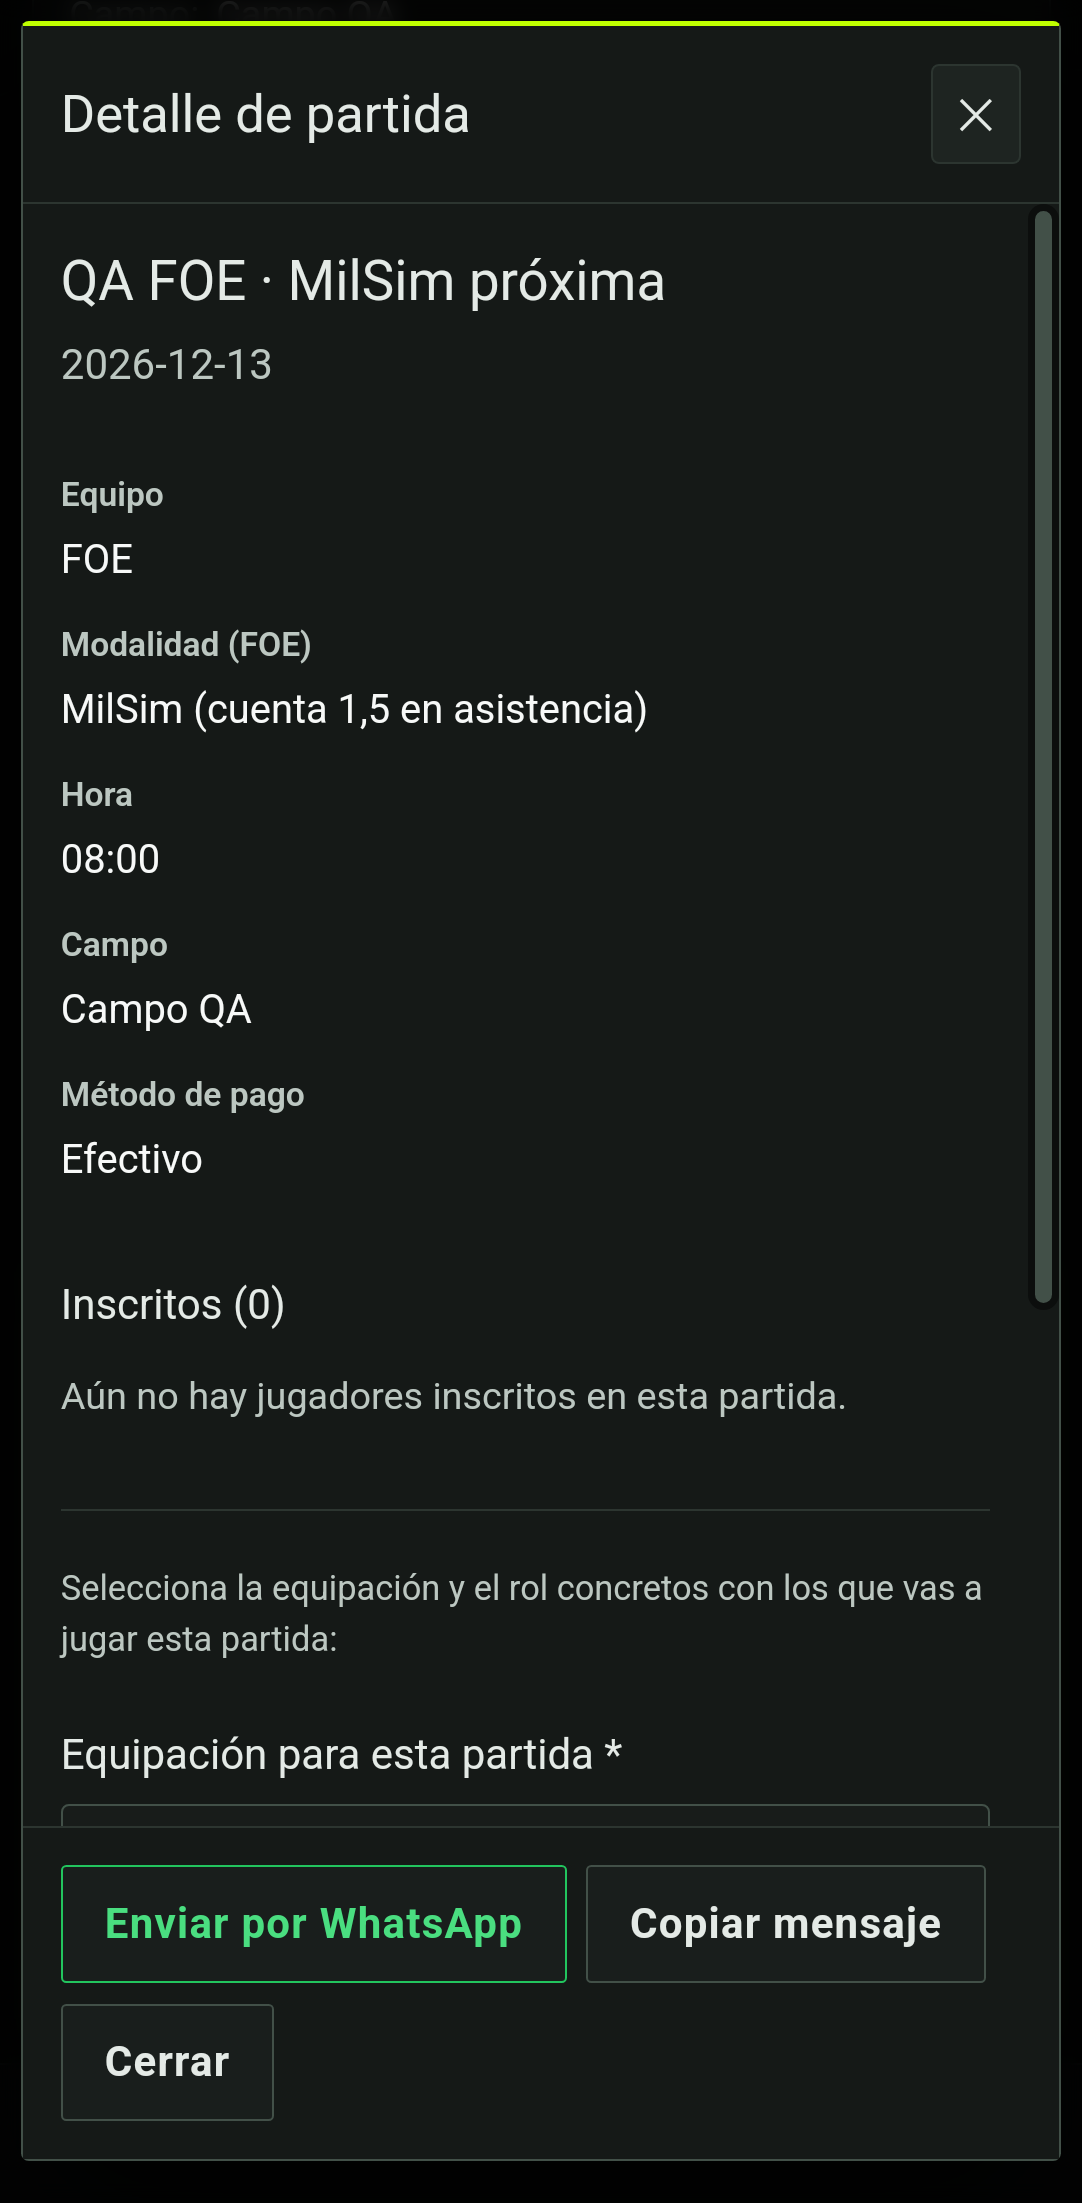 Campo: Campo QA
Detalle de partida
QA FOE · MilSim próxima
2026-12-13
Equipo
FOE
Modalidad (FOE)
MilSim (cuenta 1,5 en asistencia)
Hora
08:00
Campo
Campo QA
Método de pago
Efectivo
Inscritos (0)
Aún no hay jugadores inscritos en esta partida.
Selecciona la equipación y el rol concretos con los que vas a
jugar esta partida:
Equipación para esta partida *
Enviar por WhatsApp
Copiar mensaje
Cerrar